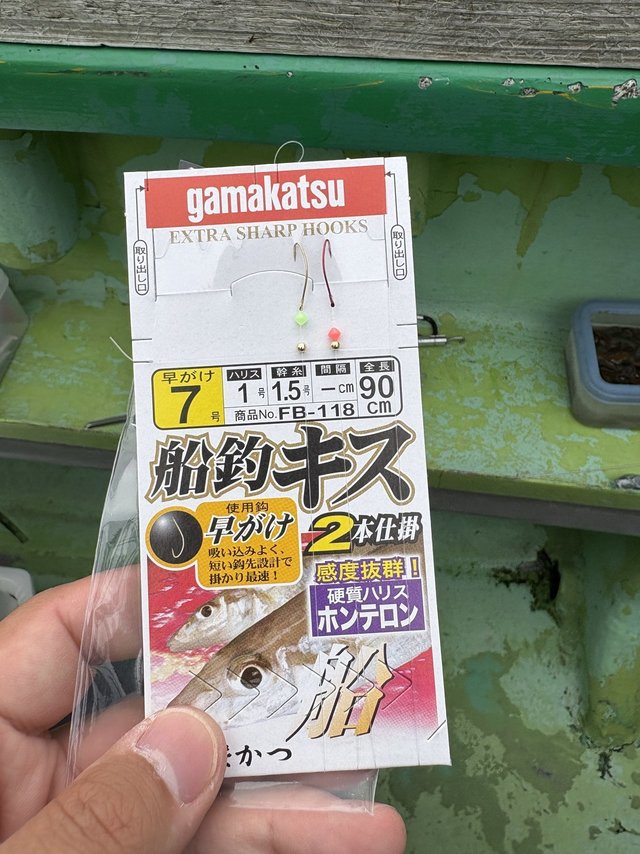 gamakatsu
EXTRA SHARP HOOKS
取り出し口
取り出し口
早がけ
7号
ハリス
1号
幹糸
1.5号
間隔
―cm
全長
90cm
商品No.FB-118
船釣キス
使用鈎
早がけ
吸い込みよく、
短い鈎先設計で
掛かり最速!
2本仕掛
感度抜群!
硬質ハリス
ホンテロン
船
かつ